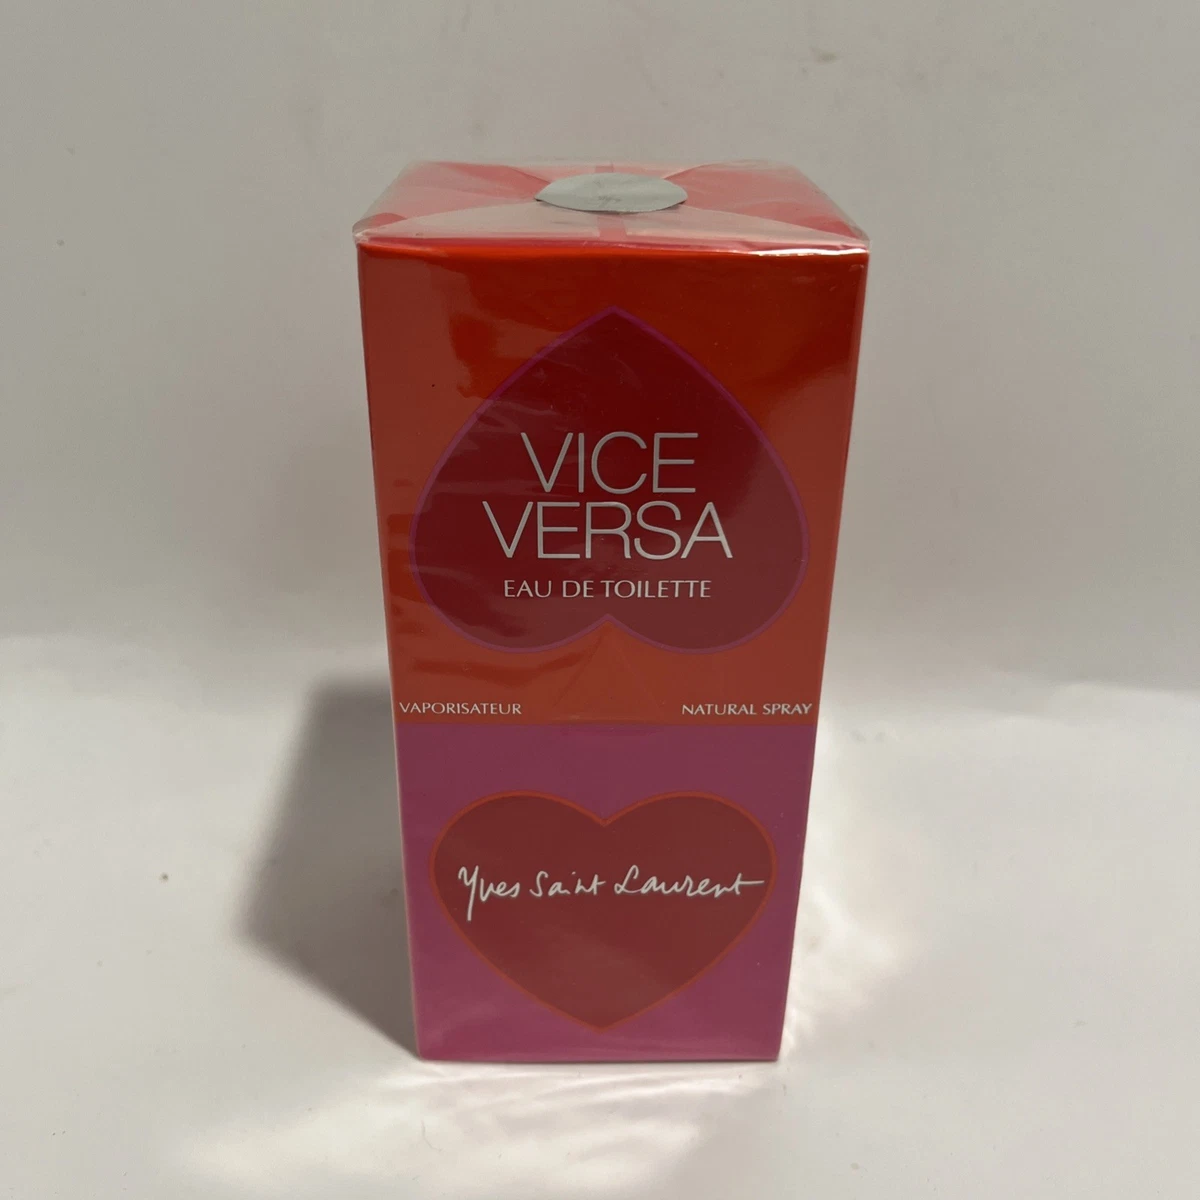 VICE
VERSA
EAU DE TOILETTE
VAPORISATEUR NATURAL SPRAY
Yves Saint Laurent